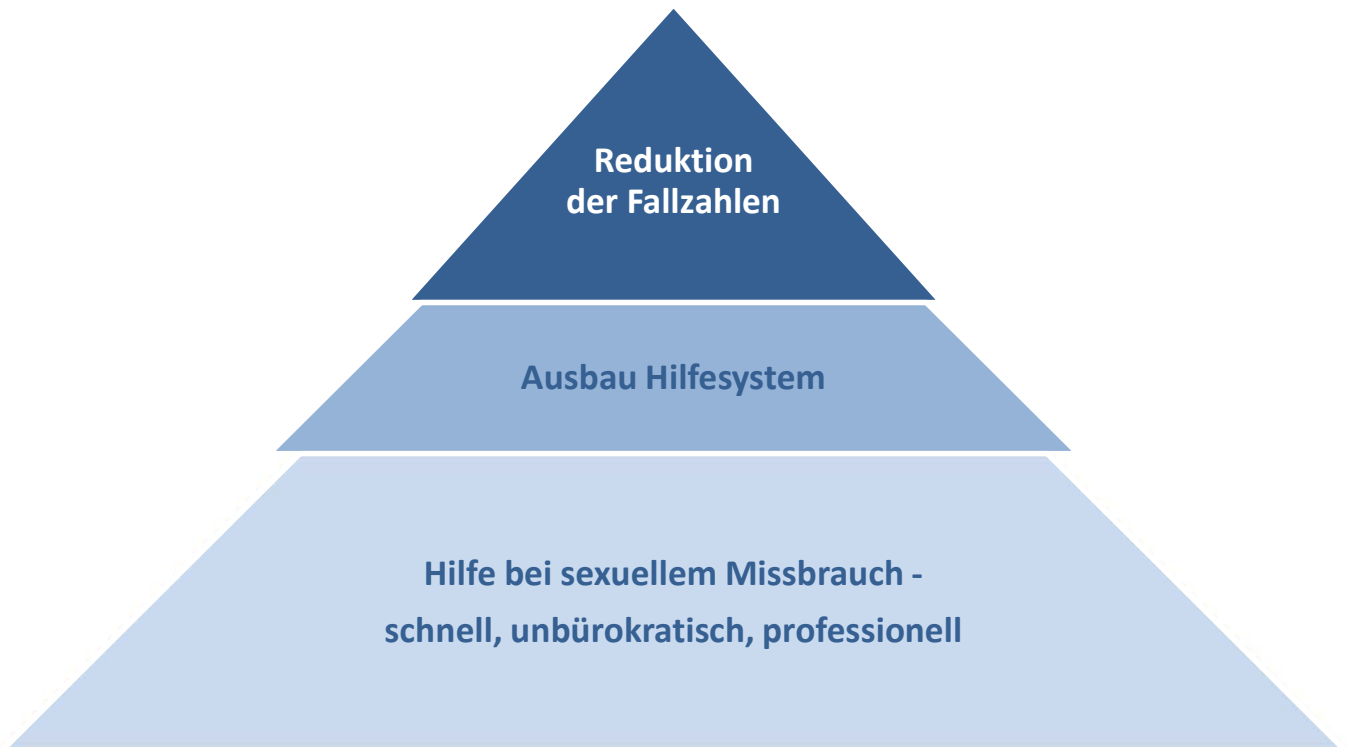 Reduktion
der Fallzahlen
Ausbau Hilfesystem
Hilfe bei sexuellem Missbrauch -
schnell, unbürokratisch, professionell